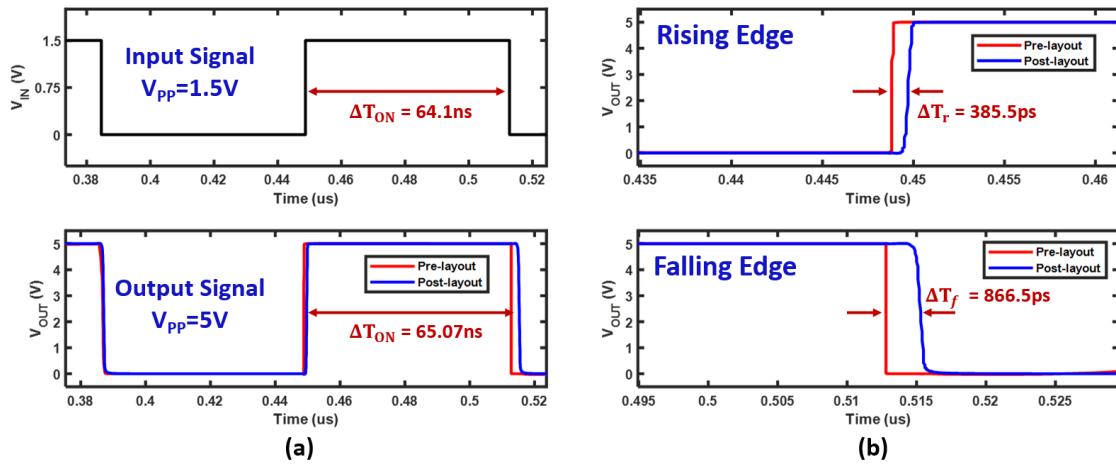 1.5
0.75
0
V_IN (V)
Input Signal
V_PP=1.5V
ΔT_ON = 64.1ns
0.38 0.4 0.42 0.44 0.46 0.48 0.5 0.52
Time (us)
5
4
3
2
1
0
V_OUT (V)
Rising Edge
Pre-layout
Post-layout
ΔT_r = 385.5ps
0.435 0.44 0.445 0.45 0.455 0.46
Time (us)
5
4
3
2
1
0
V_OUT (V)
Output Signal
V_PP=5V
Pre-layout
Post-layout
ΔT_ON = 65.07ns
0.38 0.4 0.42 0.44 0.46 0.48 0.5 0.52
Time (us)
(a)
5
4
3
2
1
0
V_OUT (V)
Falling Edge
Pre-layout
Post-layout
ΔT_f = 866.5ps
0.495 0.5 0.505 0.51 0.515 0.52 0.525
Time (us)
(b)